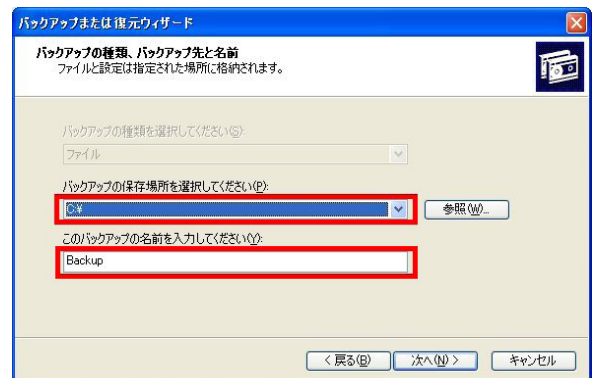 バックアップまたは復元ウィザード
バックアップの種類、バックアップ先と名前
ファイルと設定は指定された場所に格納されます。
バックアップの種類を選択してください(S):
ファイル
バックアップの保存場所を選択してください(P):
C:¥
参照(W)...
このバックアップの名前を入力してください(Y):
Backup
< 戻る(B)
次へ(N) >
キャンセル